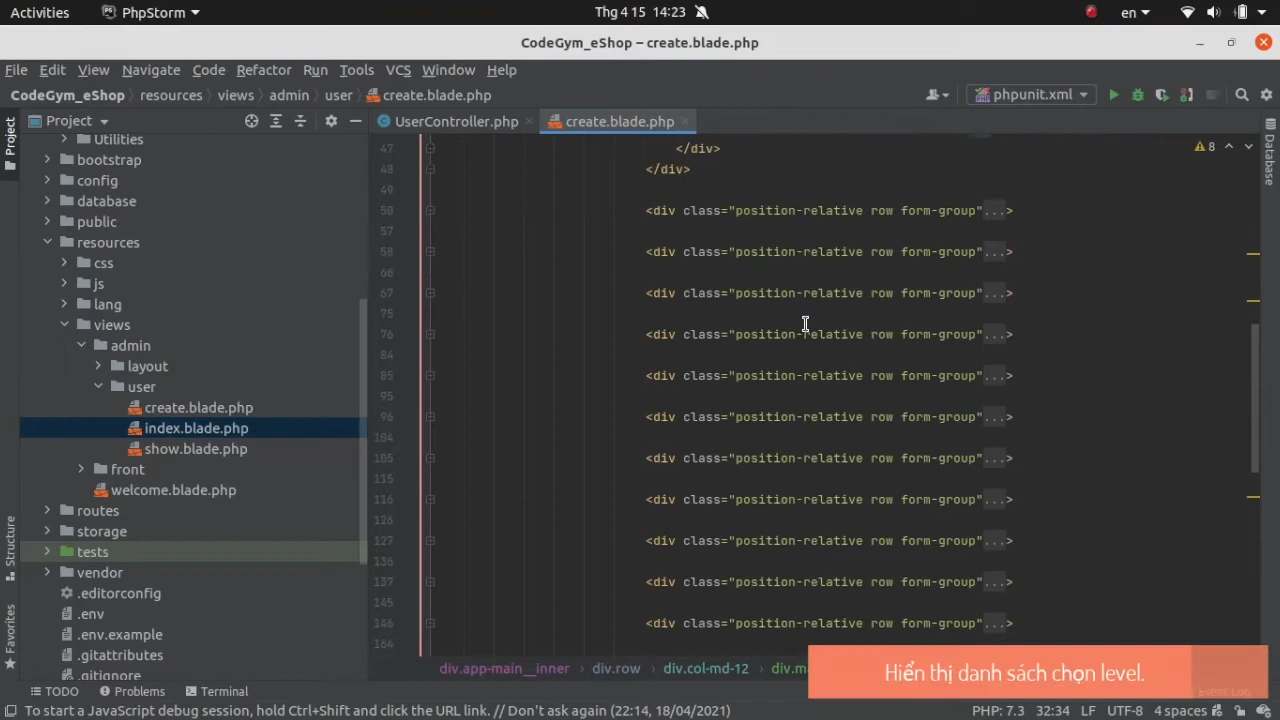 Activities PhpStorm Thg 4 15 14:23 en
CodeGym_eShop – create.blade.php
File Edit View Navigate Code Refactor Run Tools VCS Window Help
CodeGym_eShop resources views admin user create.blade.php phpunit.xml
Project UserController.php create.blade.php
Project
Database
Structure
Favorites
Utilities
bootstrap
config
database
public
resources
css
js
lang
views
admin
layout
user
create.blade.php
index.blade.php
show.blade.php
front
welcome.blade.php
routes
storage
tests
vendor
.editorconfig
.env
.env.example
.gitattributes
.gitignore
8
47 </div>
48 </div>
49
50 <div class="position-relative row form-group"...>
57
58 <div class="position-relative row form-group"...>
66
67 <div class="position-relative row form-group"...>
75
76 <div class="position-relative row form-group"...>
84
85 <div class="position-relative row form-group"...>
95
96 <div class="position-relative row form-group"...>
104
105 <div class="position-relative row form-group"...>
115
116 <div class="position-relative row form-group"...>
126
127 <div class="position-relative row form-group"...>
136
137 <div class="position-relative row form-group"...>
145
146 <div class="position-relative row form-group"...>
164
div.app-main__inner div.row div.col-md-12
Hiển thị danh sách chọn level.
TODO Problems Terminal Event Log
To start a JavaScript debug session, hold Ctrl+Shift and click the URL link. // Don't ask again (22:14, 18/04/2021) PHP: 7.3 32:34 LF UTF-8 4 spaces